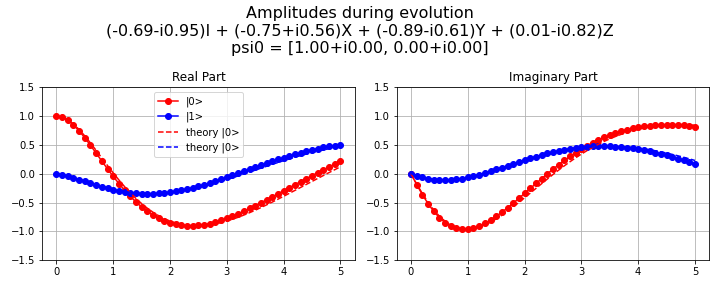 Amplitudes during evolution
(-0.69-i0.95)I + (-0.75+i0.56)X + (-0.89-i0.61)Y + (0.01-i0.82)Z
psi0 = [1.00+i0.00, 0.00+i0.00]
Real Part
1.5
1.0
0.5
0.0
−0.5
−1.0
−1.5
0 1 2 3 4 5
|0>
|1>
theory |0>
theory |0>
Imaginary Part
1.5
1.0
0.5
0.0
−0.5
−1.0
−1.5
0 1 2 3 4 5